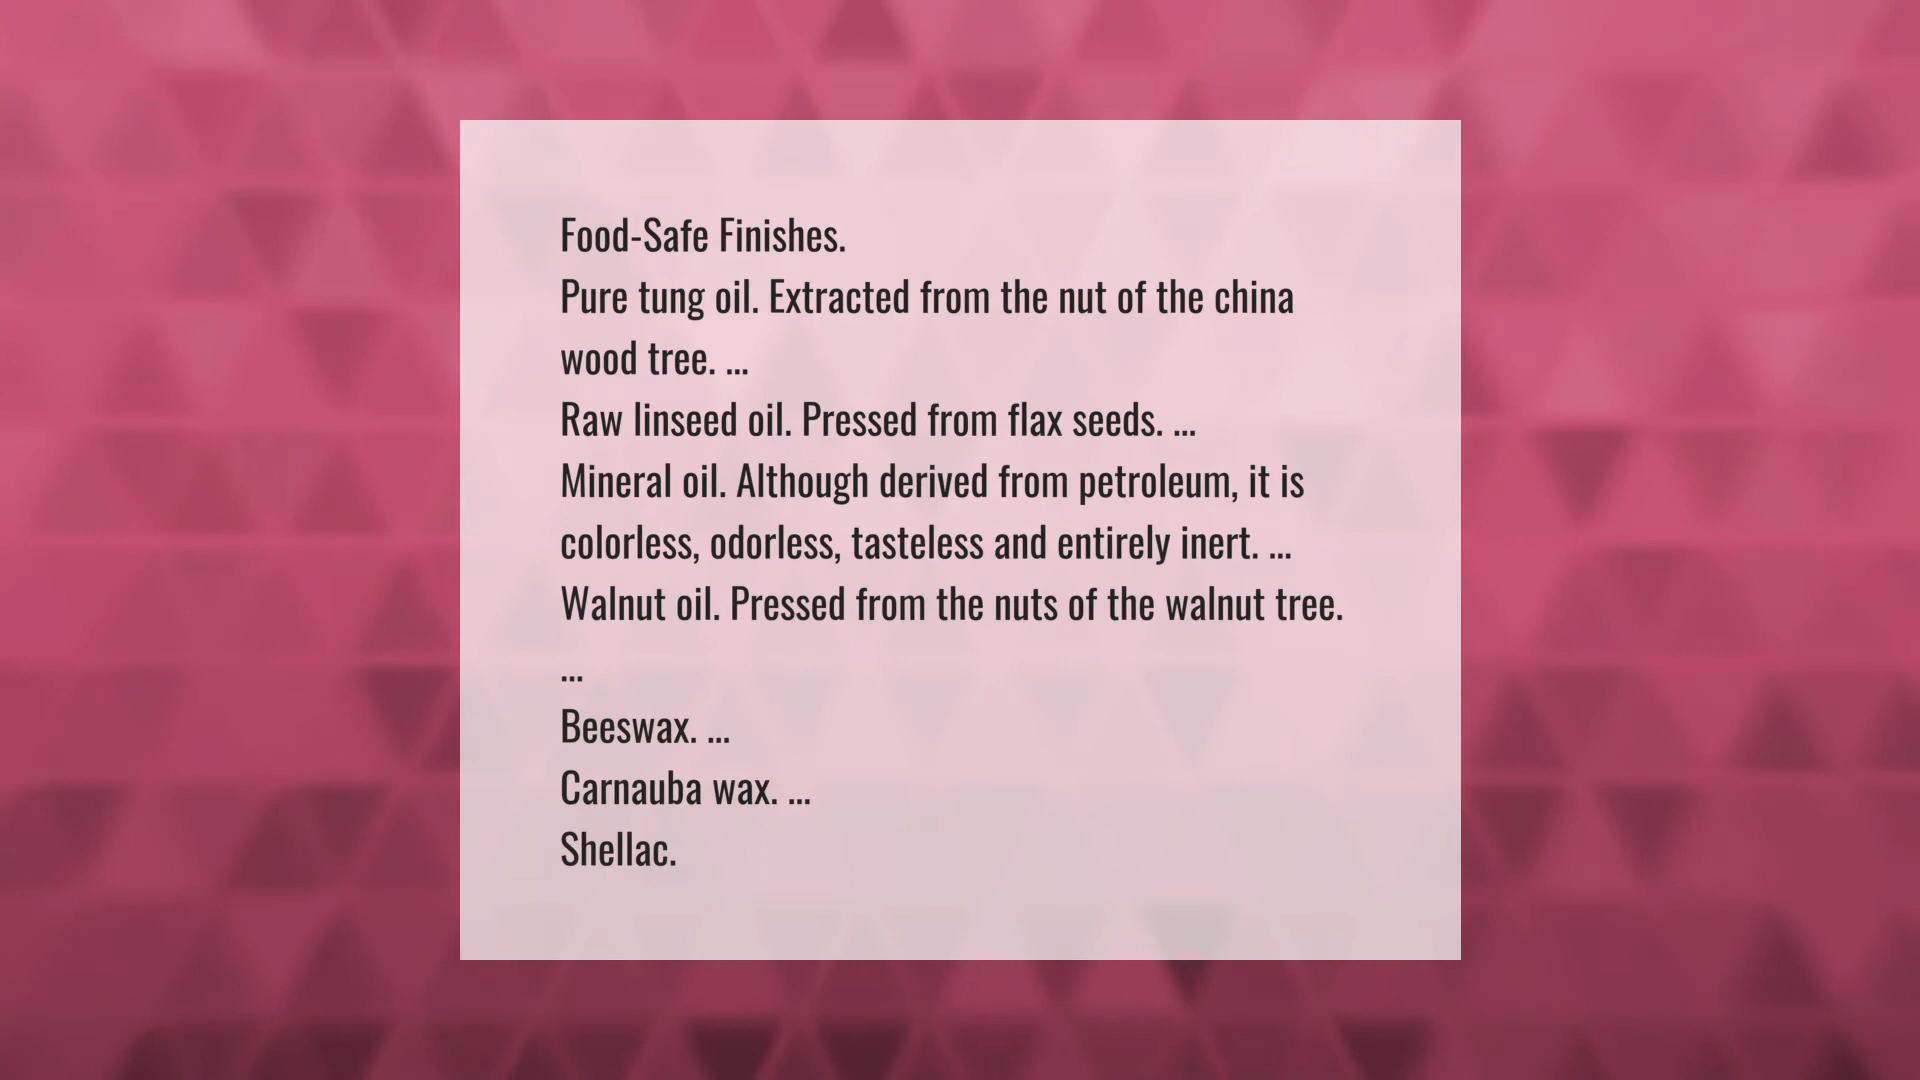 Food-Safe Finishes.
Pure tung oil. Extracted from the nut of the china
wood tree. ...
Raw linseed oil. Pressed from flax seeds. ...
Mineral oil. Although derived from petroleum, it is
colorless, odorless, tasteless and entirely inert. ...
Walnut oil. Pressed from the nuts of the walnut tree.
...
Beeswax. ...
Carnauba wax. ...
Shellac.